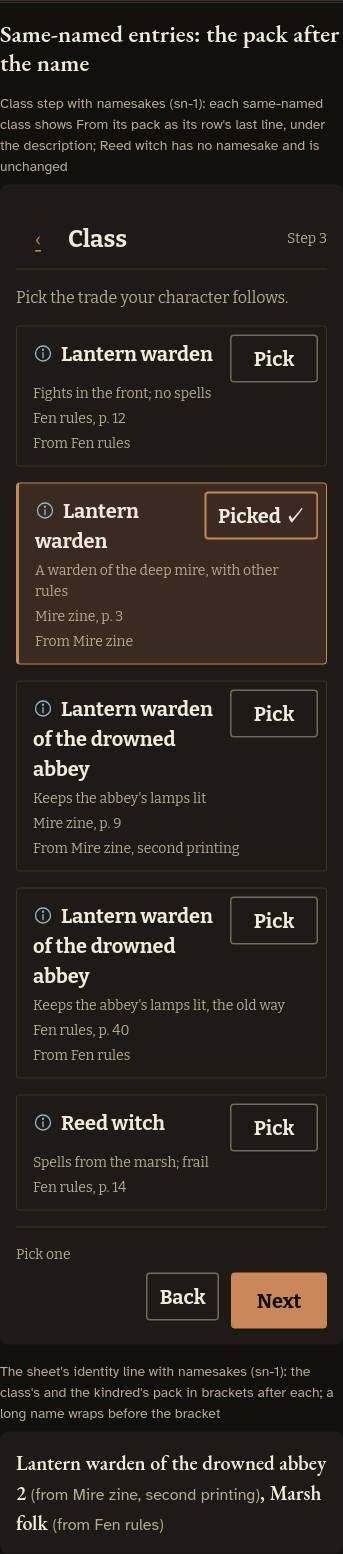 Same-named entries: the pack after
the name
Class step with namesakes (sn-1): each same-named
class shows From its pack as its row's last line, under
the description; Reed witch has no namesake and is
unchanged
‹ Class Step 3
Pick the trade your character follows.
Lantern warden Pick
Fights in the front; no spells
Fen rules, p. 12
From Fen rules
Lantern Picked ✓
warden
A warden of the deep mire, with other
rules
Mire zine, p. 3
From Mire zine
Lantern warden Pick
of the drowned
abbey
Keeps the abbey's lamps lit
Mire zine, p. 9
From Mire zine, second printing
Lantern warden Pick
of the drowned
abbey
Keeps the abbey's lamps lit, the old way
Fen rules, p. 40
From Fen rules
Reed witch Pick
Spells from the marsh; frail
Fen rules, p. 14
Pick one
Back Next
The sheet's identity line with namesakes (sn-1): the
class's and the kindred's pack in brackets after each; a
long name wraps before the bracket
Lantern warden of the drowned abbey
2 (from Mire zine, second printing), Marsh
folk (from Fen rules)